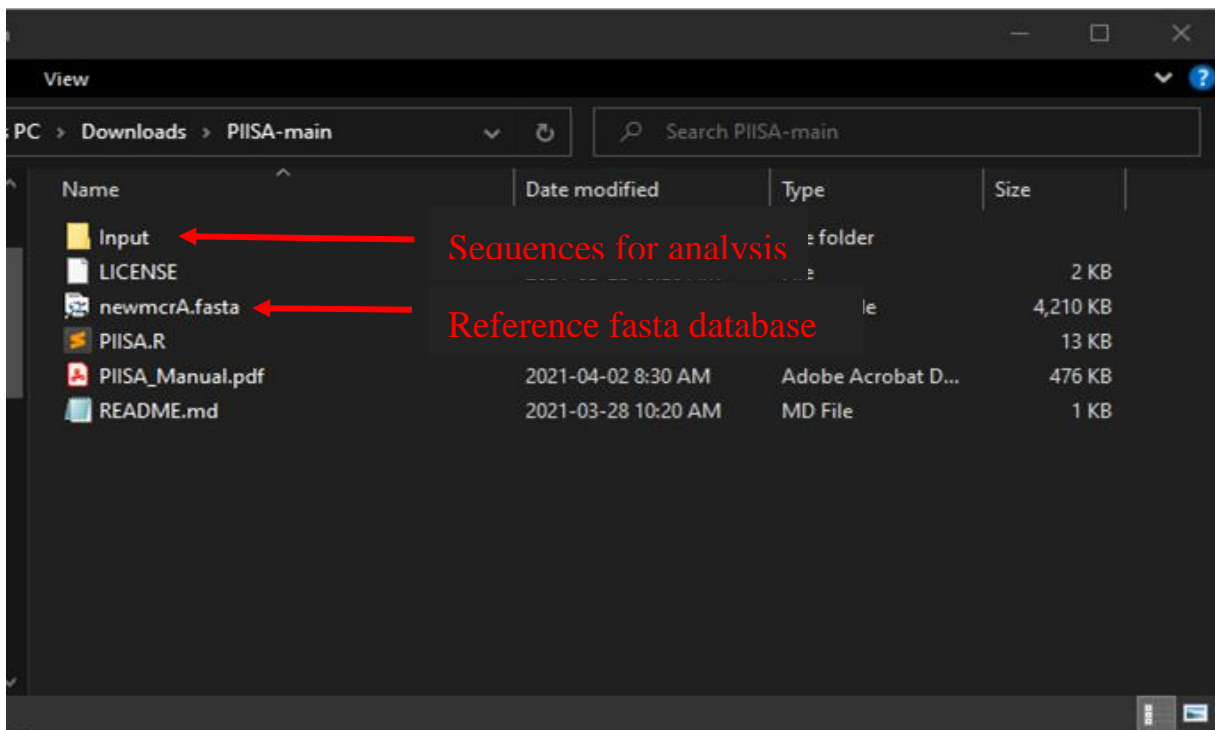 View
PC > Downloads > PIISA-main Search PIISA-main
Name Date modified Type Size
Input Sequences for analysis folder
LICENSE 2 KB
newmcrA.fasta Reference fasta database 4,210 KB
PIISA.R 13 KB
PIISA_Manual.pdf 2021-04-02 8:30 AM Adobe Acrobat D... 476 KB
README.md 2021-03-28 10:20 AM MD File 1 KB